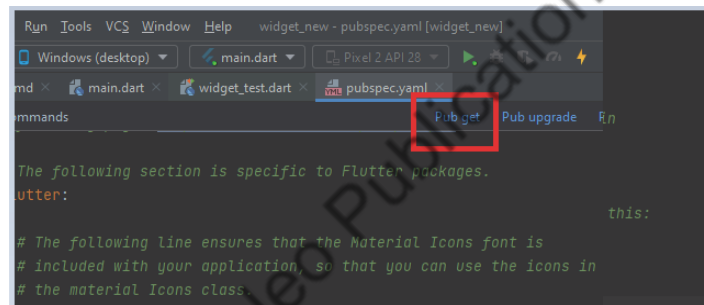 Run Tools VCS Window Help widget_new - pubspec.yaml [widget_new]
Windows (desktop) main.dart Pixel 2 API 28
md main.dart widget_test.dart pubspec.yaml
ommands Pub get Pub upgrade
in
The following section is specific to Flutter packages.
utter:
this:
# The following line ensures that the Material Icons font is
# included with your application, so that you can use the icons in
# the material Icons class.
Publication